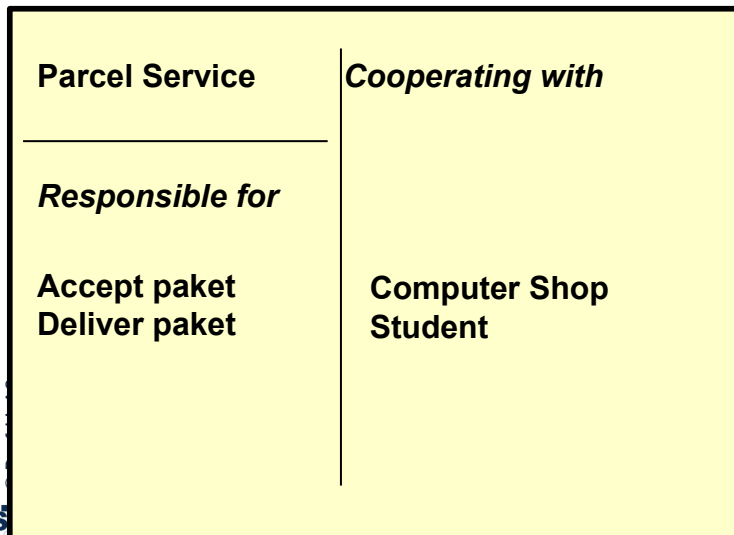 Parcel Service
Cooperating with
Responsible for
Accept paket
Deliver paket
Computer Shop
Student